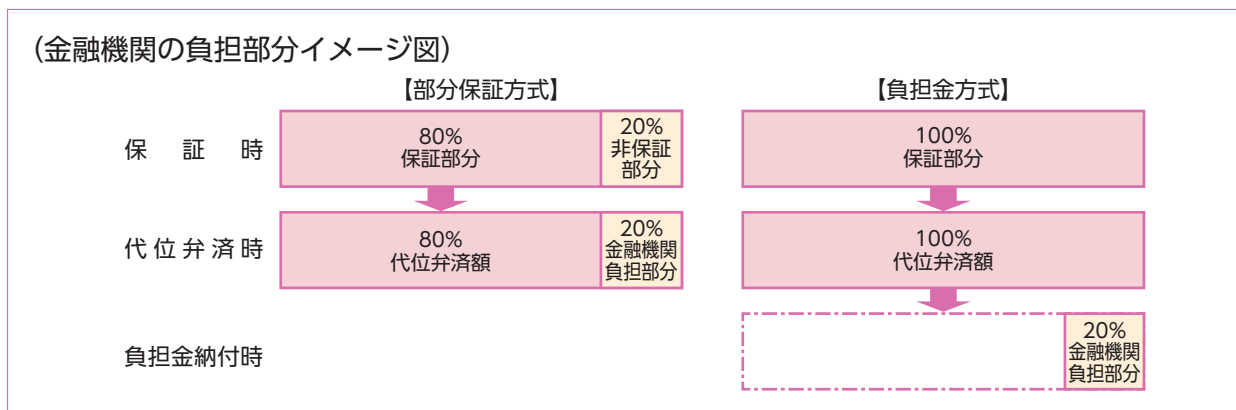 （金融機関の負担部分イメージ図）
【部分保証方式】
【負担金方式】
保証時
80%
保証部分
20%
非保証
部分
100%
保証部分
代位弁済時
80%
代位弁済額
20%
金融機関
負担部分
100%
代位弁済額
負担金納付時
20%
金融機関
負担部分